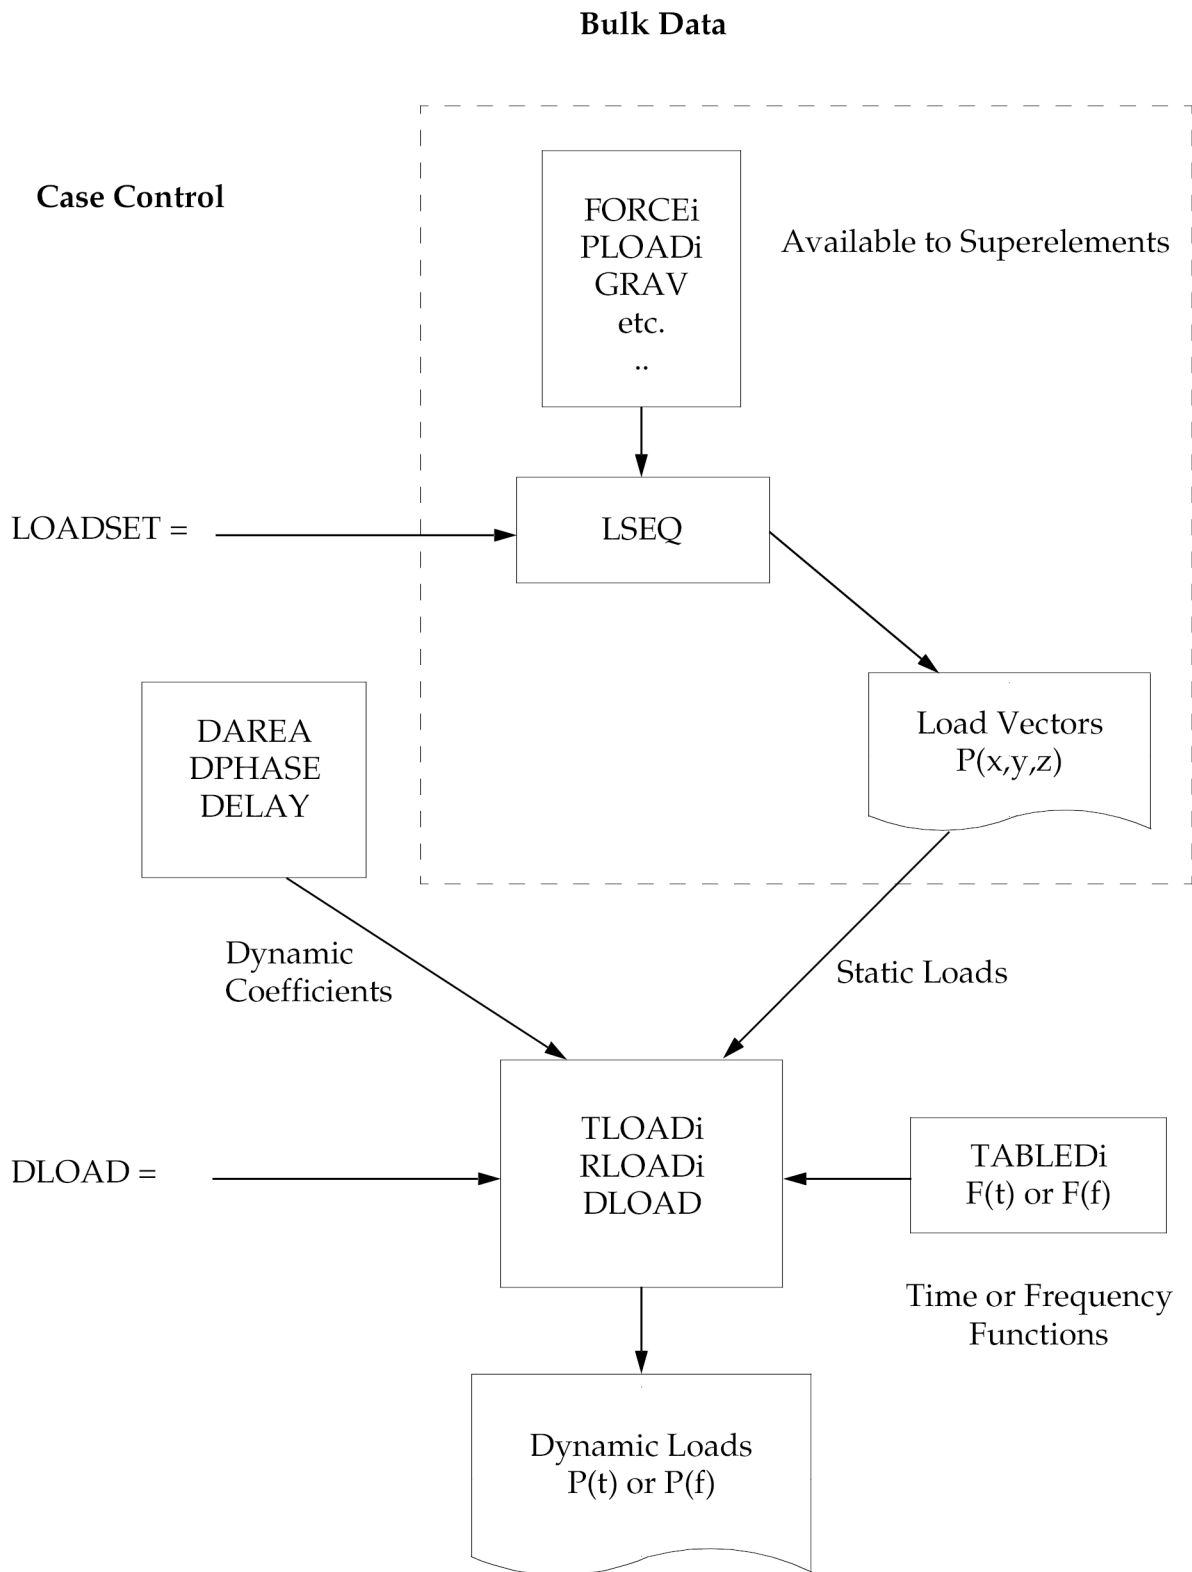 Bulk Data
Case Control
FORCEi
PLOADi
GRAV
etc.
..
Available to Superelements
LOADSET =
LSEQ
DAREA
DPHASE
DELAY
Load Vectors
P(x,y,z)
Dynamic
Coefficients
Static Loads
DLOAD =
TLOADi
RLOADi
DLOAD
TABLEDi
F(t) or F(f)
Time or Frequency
Functions
Dynamic Loads
P(t) or P(f)